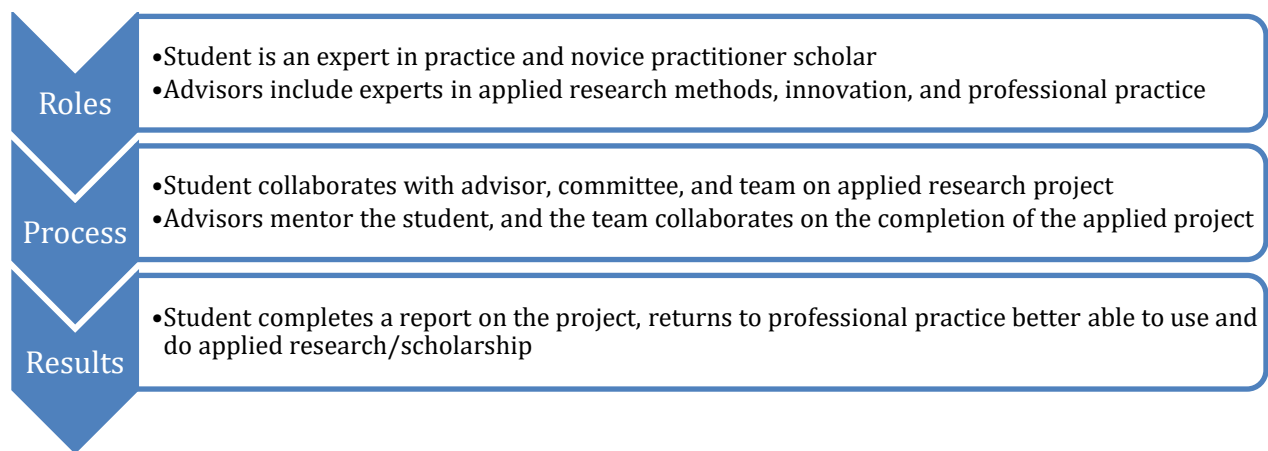 Roles
•Student is an expert in practice and novice practitioner scholar
•Advisors include experts in applied research methods, innovation, and professional practice
Process
•Student collaborates with advisor, committee, and team on applied research project
•Advisors mentor the student, and the team collaborates on the completion of the applied project
Results
•Student completes a report on the project, returns to professional practice better able to use and
do applied research/scholarship